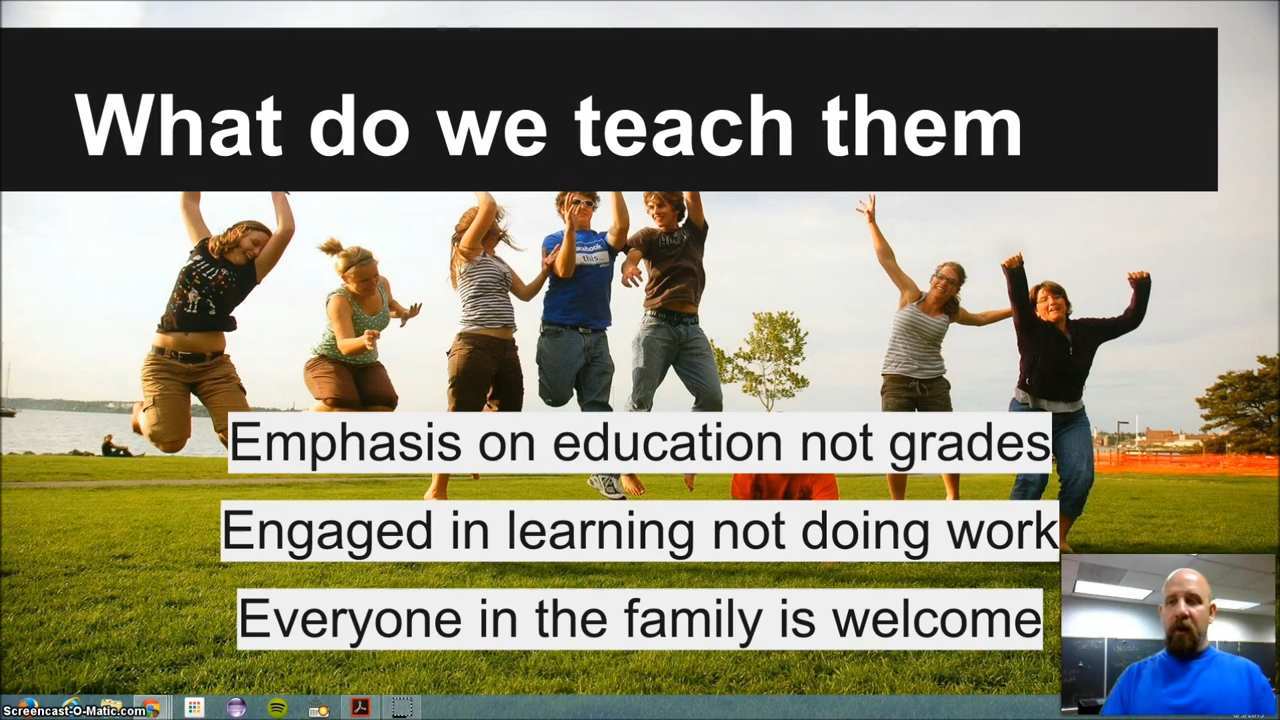 What do we teach them
this...
Emphasis on education not grades
Engaged in learning not doing work
Everyone in the family is welcome
Screencast-O-Matic.com